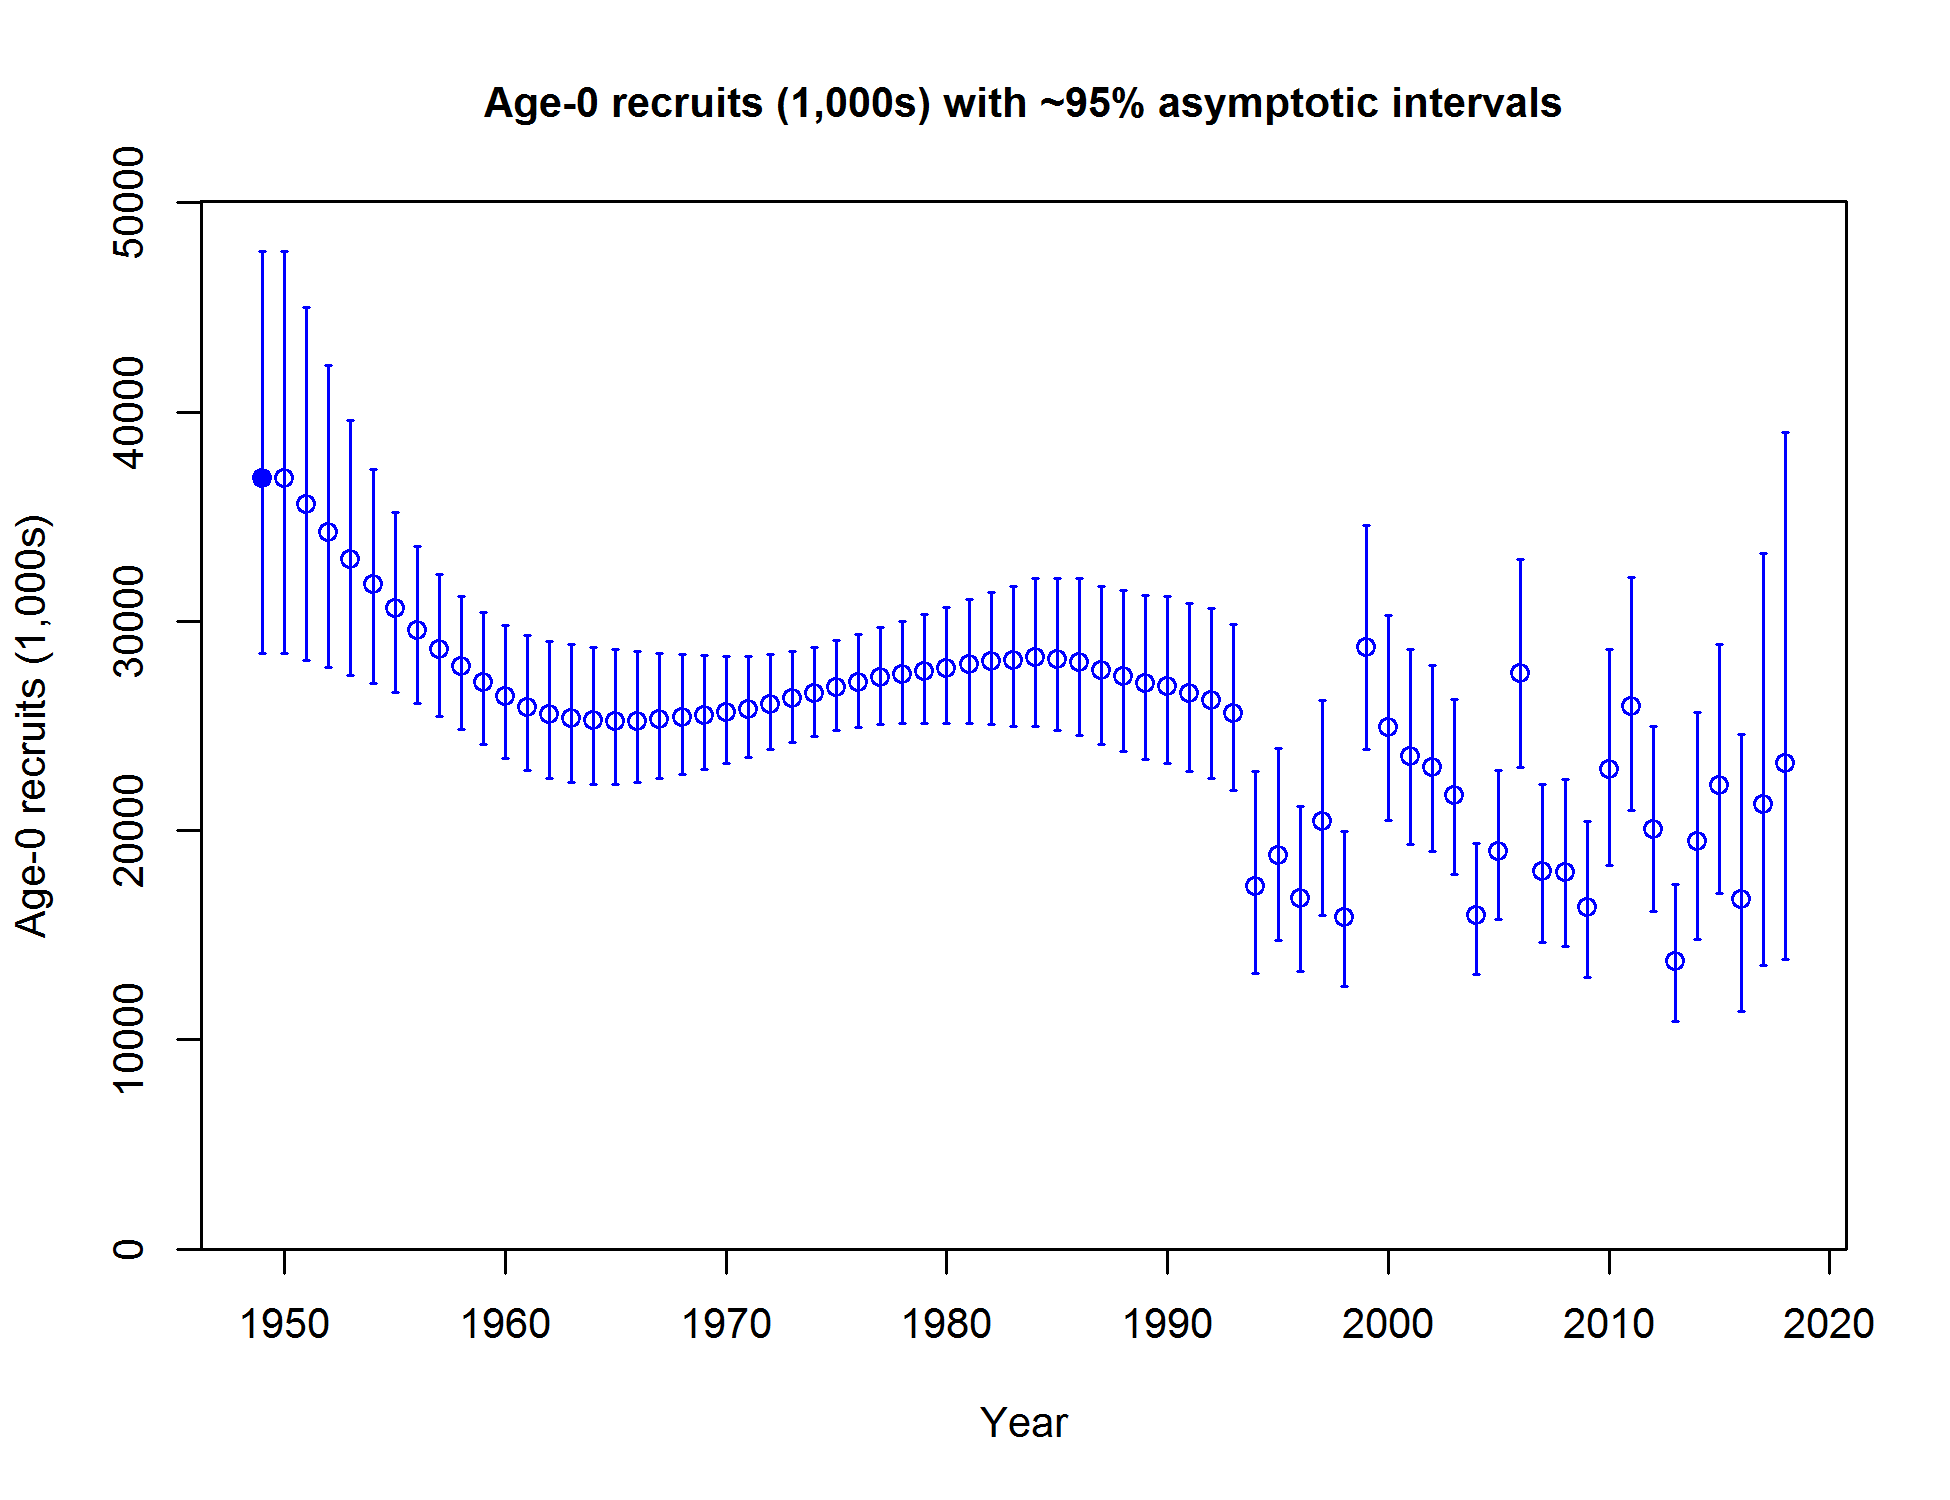 Age-0 recruits (1,000s) with ~95% asymptotic intervals
Age-0 recruits (1,000s)
50000
40000
30000
20000
10000
0
1950 1960 1970 1980 1990 2000 2010 2020
Year